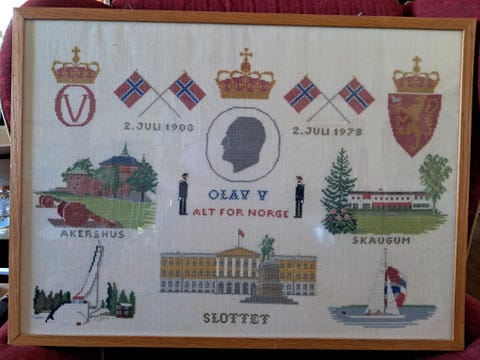 2. JULI 1903
2. JULI 1978
OLAV V
ALT FOR NORGE
AKERSHUS
SKAUGUM
SLOTTET